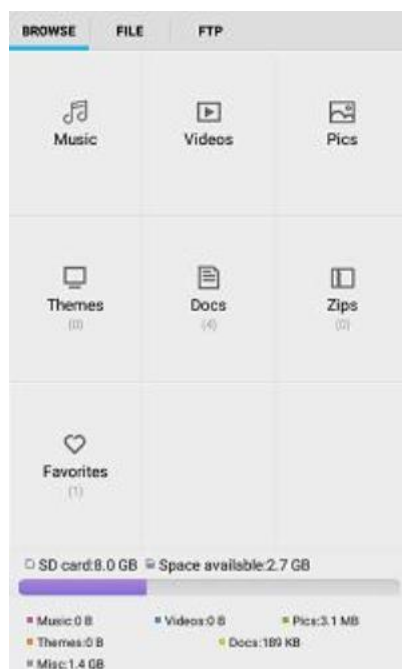 BROWSE FILE FTP
Music Videos Pics
Themes Docs Zips
(0) (4) (0)
Favorites
(1)
SD card:8.0 GB Space available:2.7 GB
Music:0 B Videos:0 B Pics:3.1 MB
Themes:0 B Docs:189 KB
Misc:1.4 GB